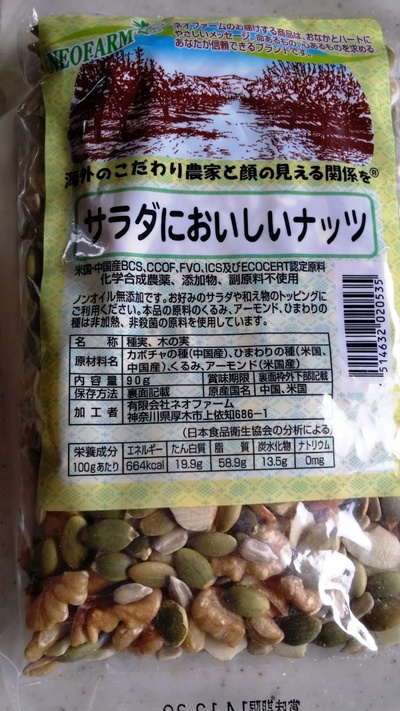 NEOFARM
ネオファームのお届けする商品は、おなかとハートに
やさしいメッセージ。命あるもの、心あるものを求める
あなたが信頼できるブランドです。
海外のこだわり農家と顔の見える関係を®
サラダにおいしいナッツ
米国・中国産BCS、CCOF、FVO、ICS及びECOCERT認定原料
化学合成農薬、添加物、副原料不使用
ノンオイル無添加です。お好みのサラダや和え物のトッピングに
ご利用ください。本品の原料のくるみ、アーモンド、ひまわりの
種は非加熱、非殺菌の原料を使用しています。
名称 種実、木の実
原材料名 カボチャの種(中国産)、ひまわりの種(米国、
中国産)、くるみ、アーモンド(米国産)
内容量 90g 賞味期限 裏面枠外下部記載
保存方法 裏面記載 原産国名 中国、米国
加工者 有限会社ネオファーム
神奈川県厚木市上依知686-1
(日本食品衛生協会の分析による)
栄養成分 エネルギー たん白質 脂質 炭水化物 ナトリウム
100gあたり 664kcal 19.9g 58.9g 13.5g 0mg
514632 020535